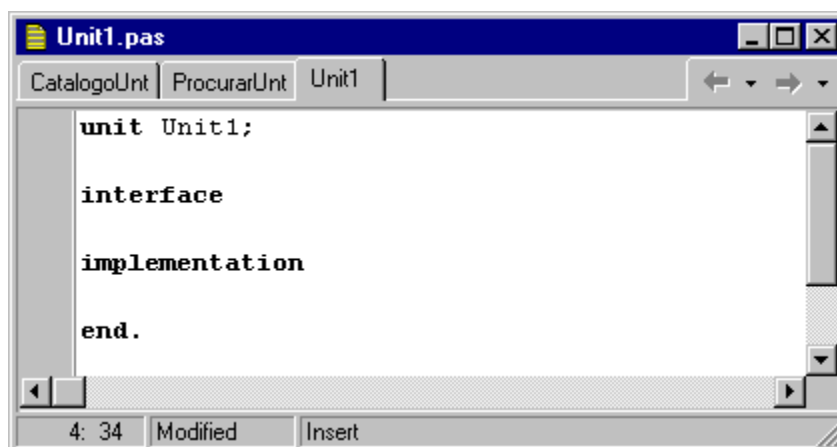 Unit1.pas
CatalogoUnt ProcurarUnt Unit1
unit Unit1;
interface
implementation
end.
4: 34 Modified Insert